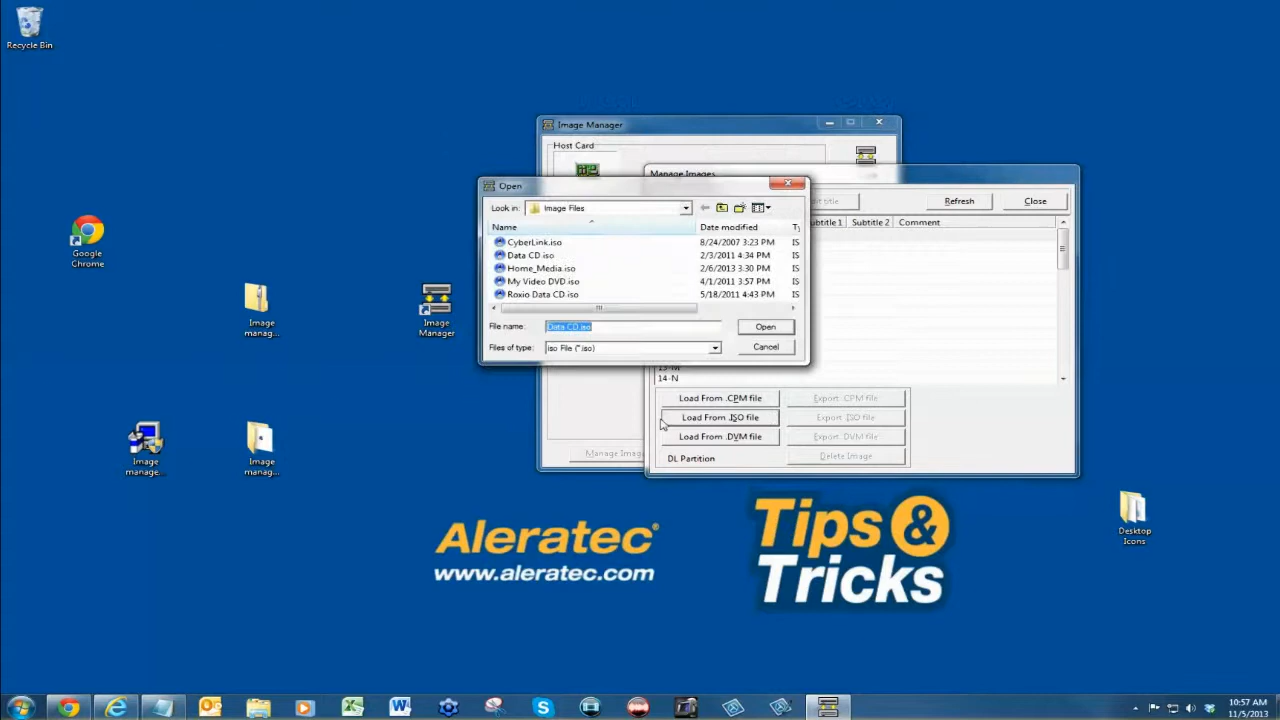 Recycle Bin
Google
Chrome
Image
manag...
Image
Manager
Image
manage...
Image
manag...
Desktop
Icons
Image Manager
Host Card
Manage Images
Refresh
Close
Subtitle 2
Comment
14-N
Load From .CPM file
Export .CPM file
Load From .ISO file
Export .ISO file
Load From .DVM file
Export .DVM file
DL Partition
Delete Image
Open
Look in:
Image Files
Name
Date modified
CyberLink.iso
8/24/2007 3:23 PM
IS
Data CD.iso
2/3/2011 4:34 PM
IS
Home_Media.iso
2/6/2013 3:30 PM
IS
My Video DVD.iso
4/1/2011 3:57 PM
IS
Roxio Data CD.iso
5/18/2011 4:43 PM
IS
File name:
Data CD.iso
Open
Files of type:
iso File (*.iso)
Cancel
Aleratec®
www.aleratec.com
Tips &
Tricks
10:57 AM
11/5/2013